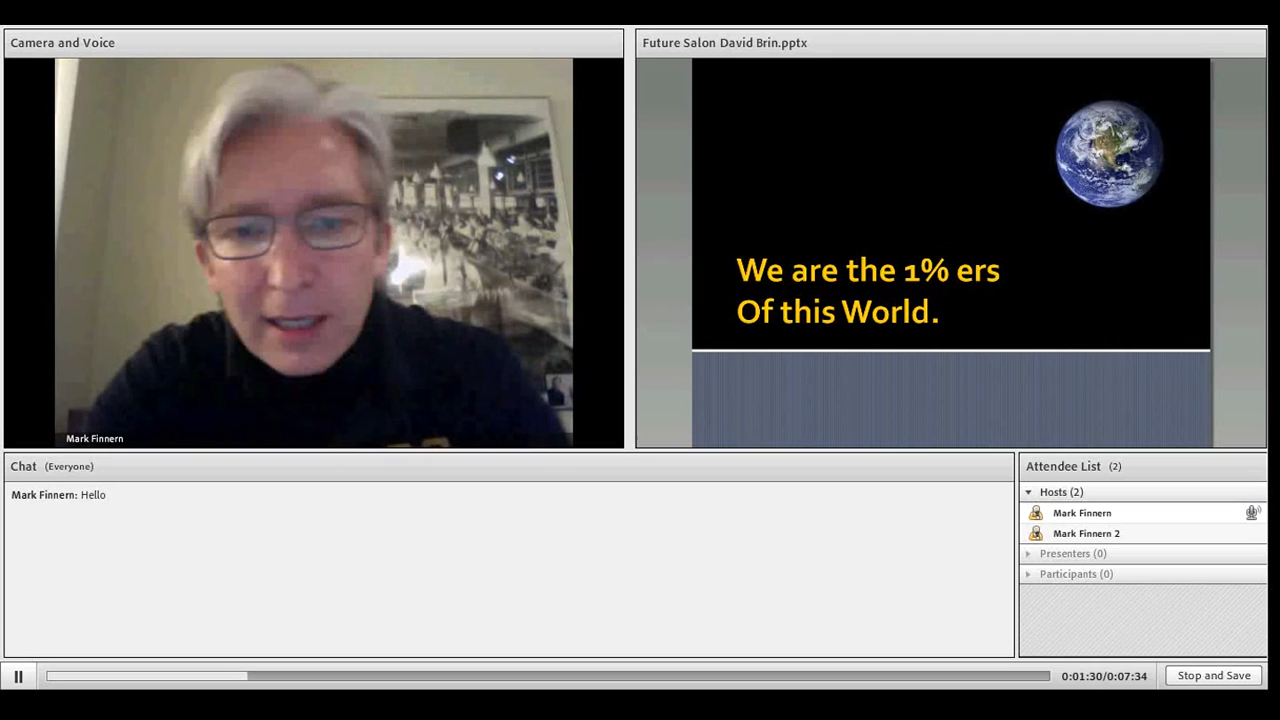 Camera and Voice
Mark Finnern
Future Salon David Brin.pptx
We are the 1% ers
Of this World.
Chat (Everyone)
Mark Finnern: Hello
Attendee List (2)
Hosts (2)
Mark Finnern
Mark Finnern 2
Presenters (0)
Participants (0)
0:01:30/0:07:34
Stop and Save